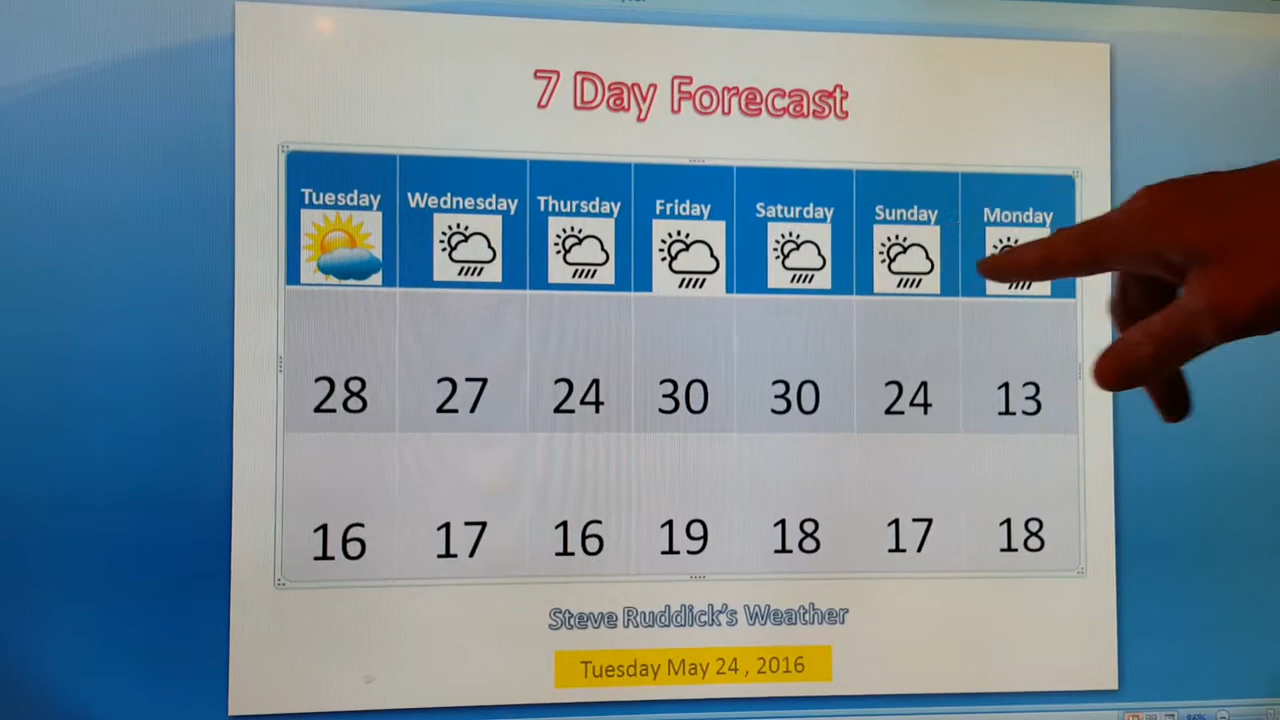 7 Day Forecast
Tuesday Wednesday Thursday Friday Saturday Sunday Monday
28 27 24 30 30 24 13
16 17 16 19 18 17 18
Steve Ruddick's Weather
Tuesday May 24 , 2016